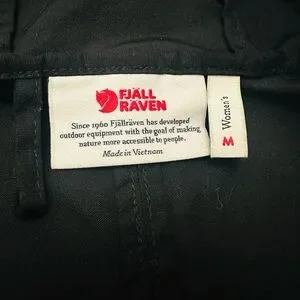 FJÄLL
RÄVEN
Since 1960 Fjällräven has developed
outdoor equipment with the goal of making
nature more accessible to people.
Made in Vietnam
Women's
M